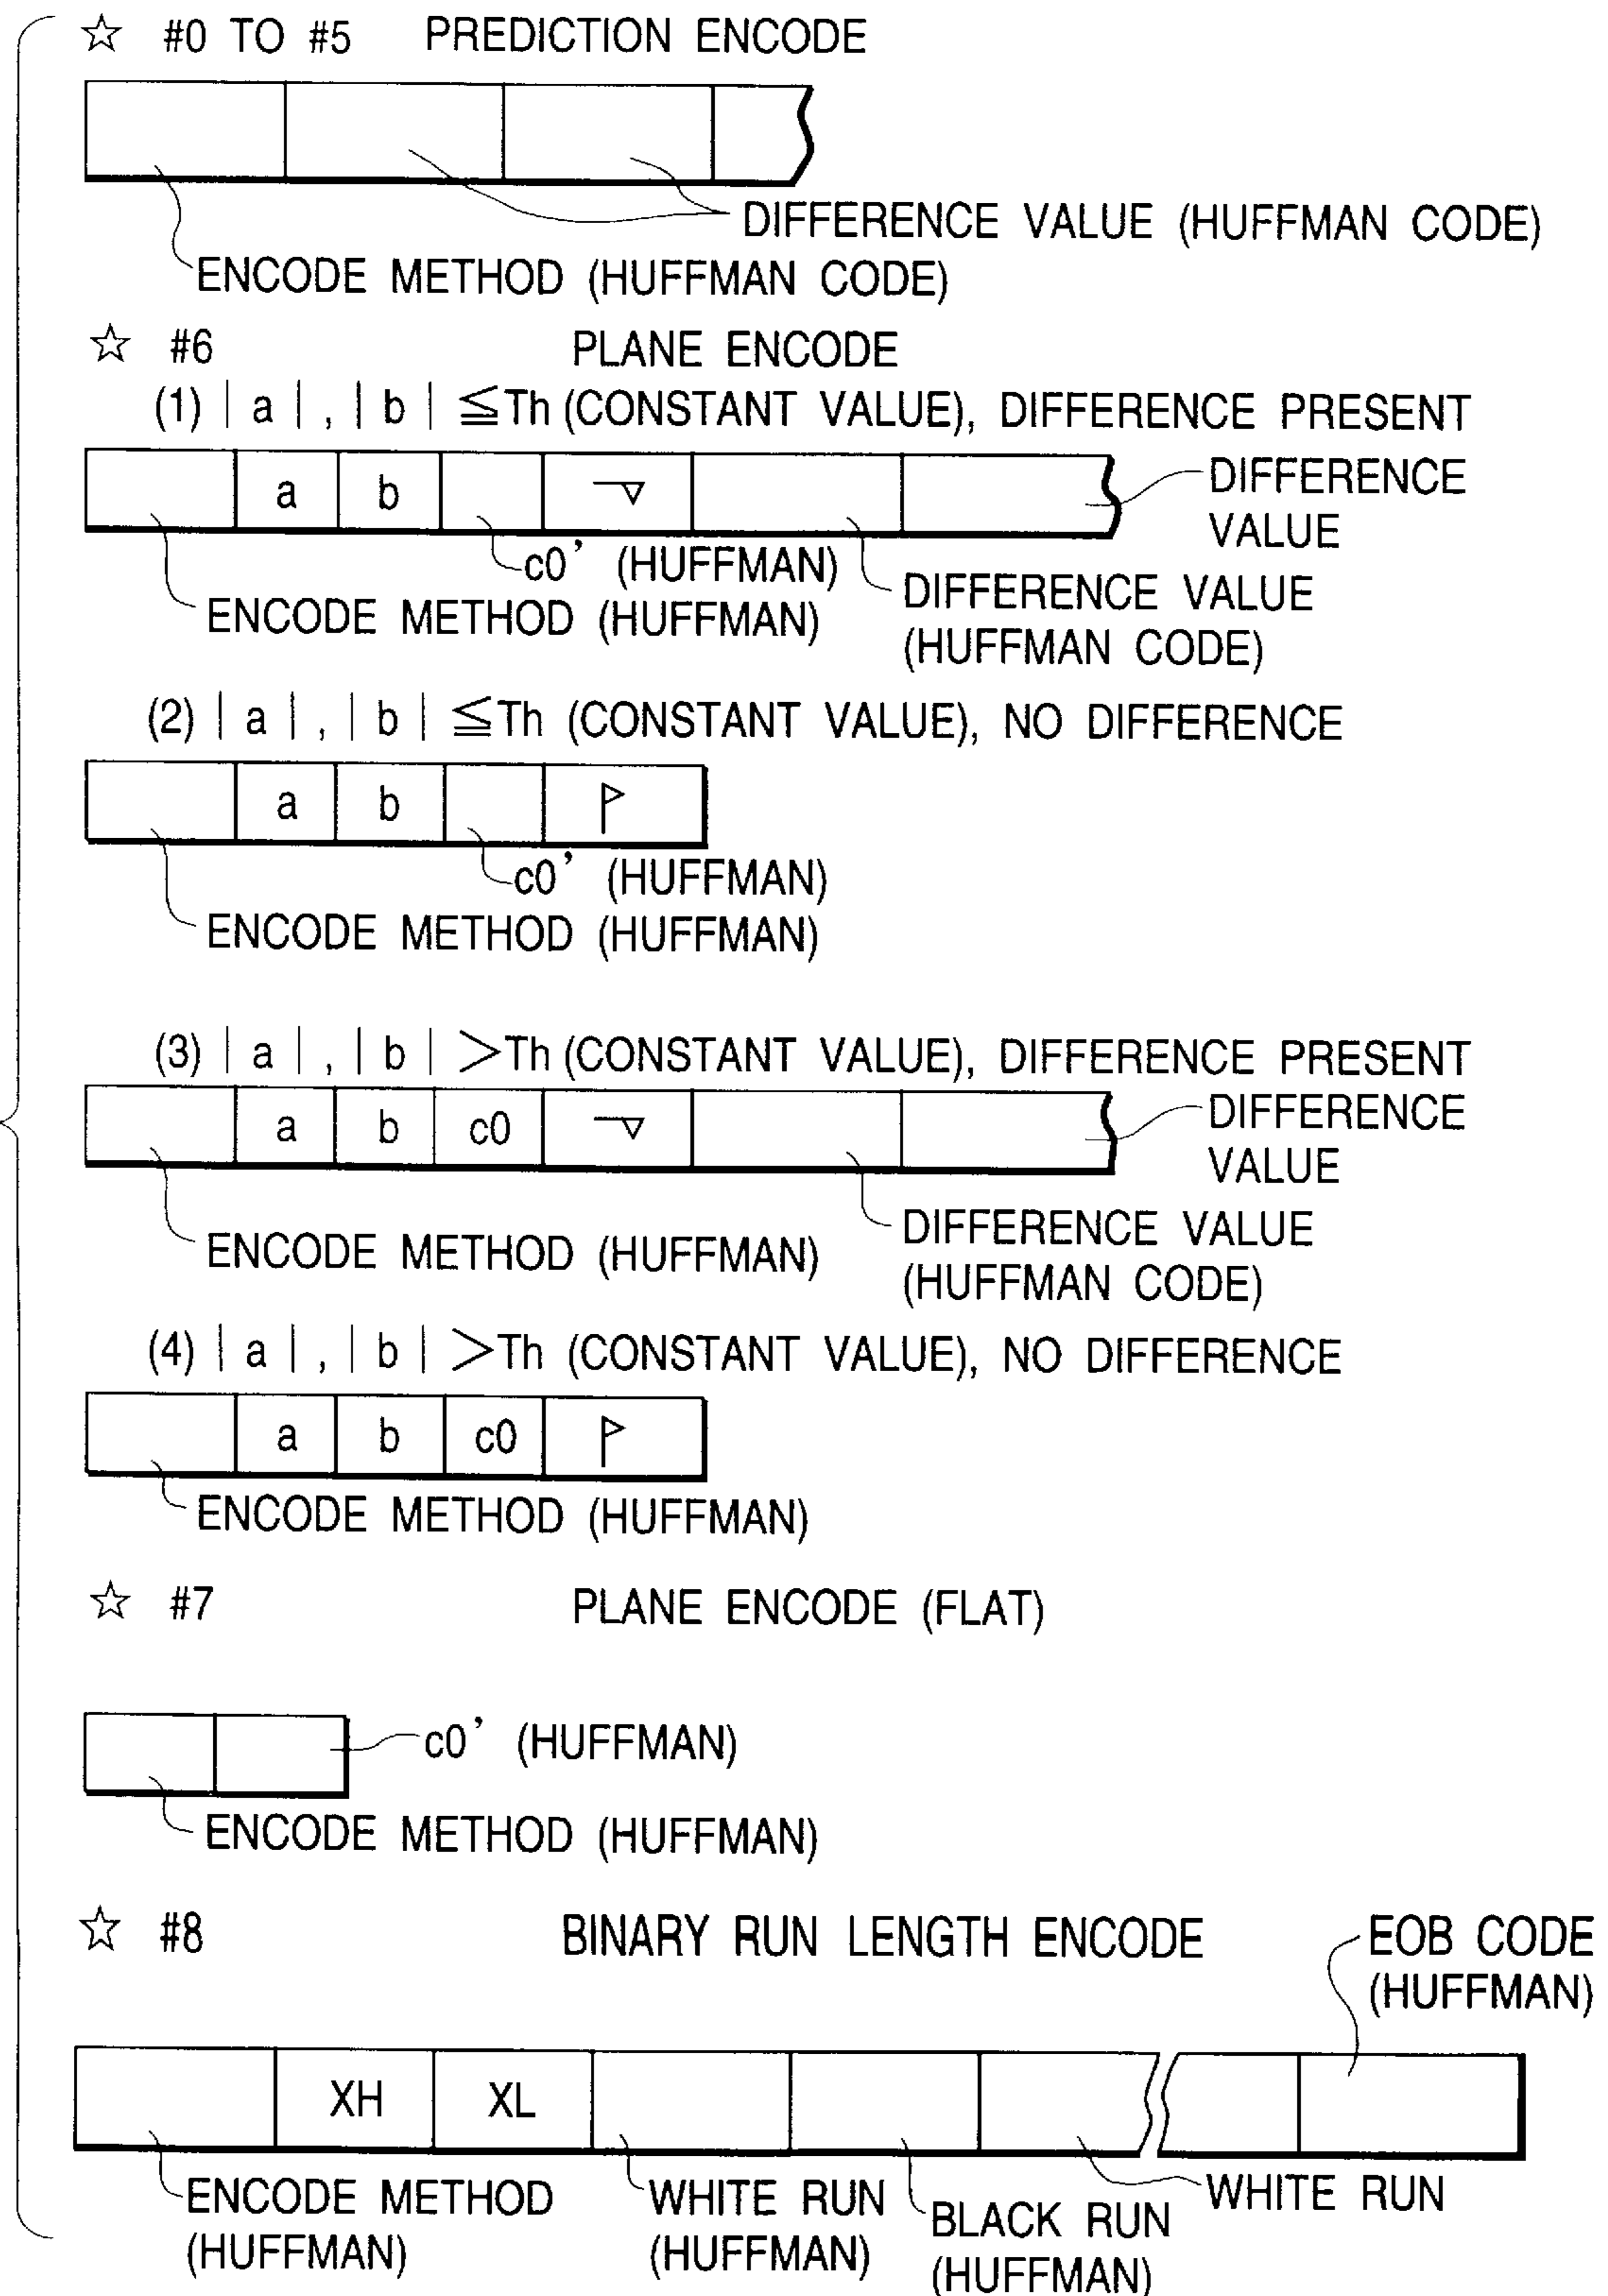 ☆ #0 TO #5 PREDICTION ENCODE
DIFFERENCE VALUE (HUFFMAN CODE)
ENCODE METHOD (HUFFMAN CODE)
☆ #6 PLANE ENCODE
(1) | a | , | b | ≦Th (CONSTANT VALUE), DIFFERENCE PRESENT
a b
DIFFERENCE
VALUE
c0' (HUFFMAN)
ENCODE METHOD (HUFFMAN)
DIFFERENCE VALUE
(HUFFMAN CODE)
(2) | a | , | b | ≦Th (CONSTANT VALUE), NO DIFFERENCE
a b
c0' (HUFFMAN)
ENCODE METHOD (HUFFMAN)
(3) | a | , | b | >Th (CONSTANT VALUE), DIFFERENCE PRESENT
a b c0
DIFFERENCE
VALUE
ENCODE METHOD (HUFFMAN)
DIFFERENCE VALUE
(HUFFMAN CODE)
(4) | a | , | b | >Th (CONSTANT VALUE), NO DIFFERENCE
a b c0
ENCODE METHOD (HUFFMAN)
☆ #7 PLANE ENCODE (FLAT)
c0' (HUFFMAN)
ENCODE METHOD (HUFFMAN)
☆ #8 BINARY RUN LENGTH ENCODE
EOB CODE
(HUFFMAN)
XH XL
ENCODE METHOD
(HUFFMAN)
WHITE RUN
(HUFFMAN)
BLACK RUN
(HUFFMAN)
WHITE RUN